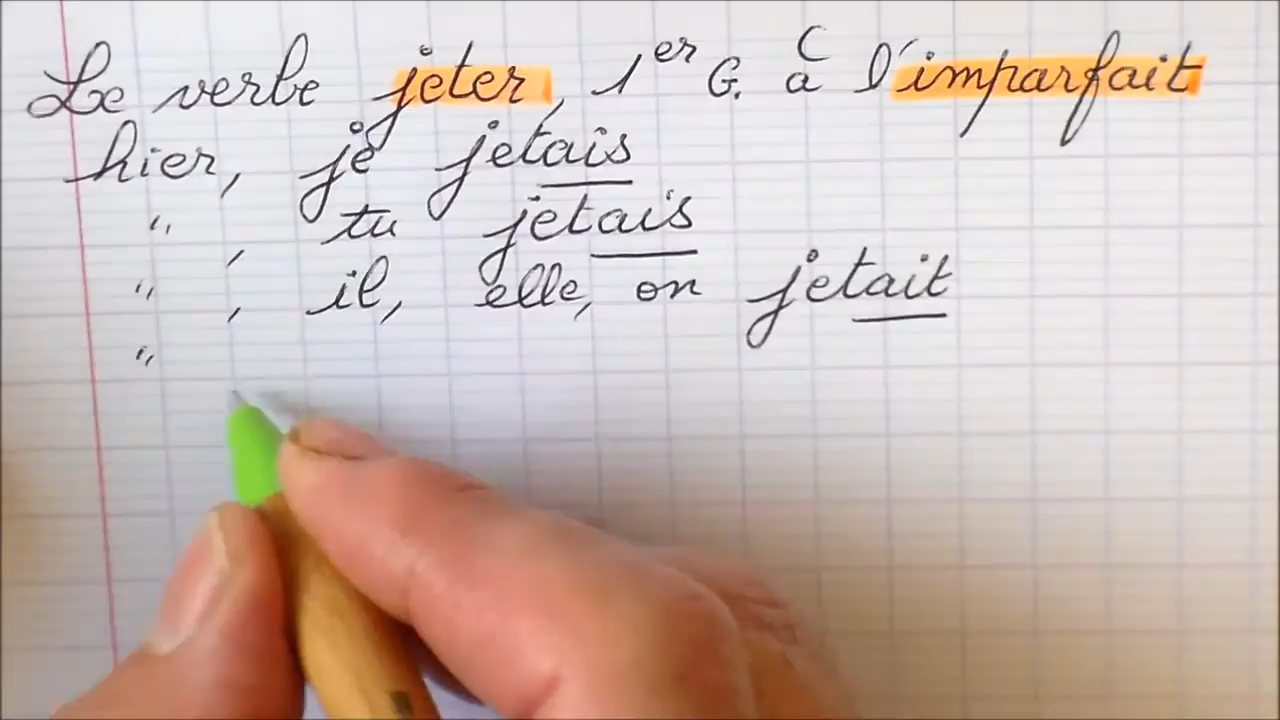 Le verbe jeter, 1er G. à l'imparfait
hier, je jetais
" , tu jetais
" , il, elle, on jetait
"